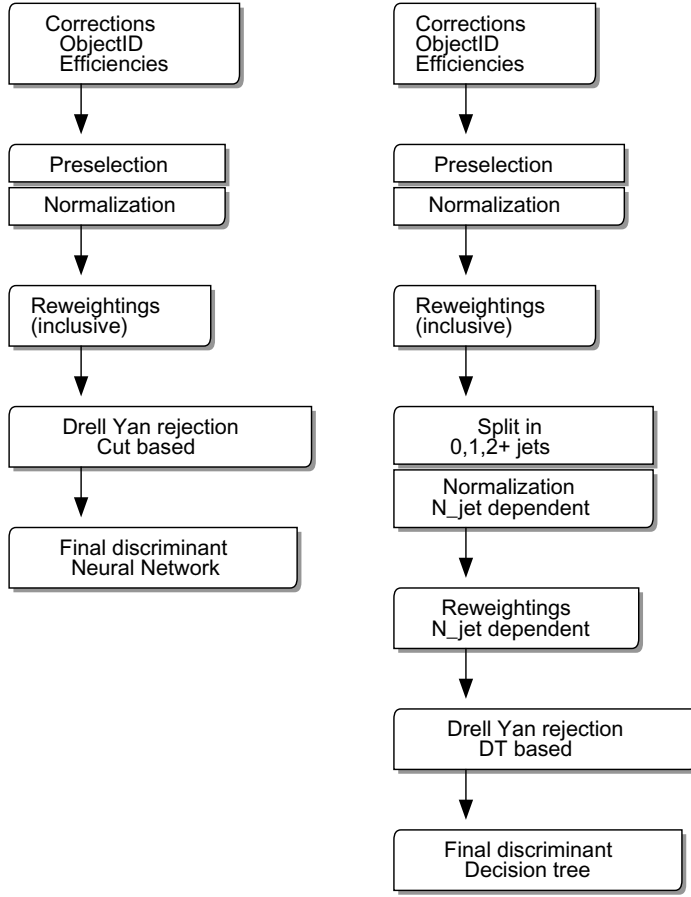 Corrections
ObjectID
Efficiencies
Preselection
Normalization
Reweightings
(inclusive)
Drell Yan rejection
Cut based
Final discriminant
Neural Network
Corrections
ObjectID
Efficiencies
Preselection
Normalization
Reweightings
(inclusive)
Split in
0,1,2+ jets
Normalization
N_jet dependent
Reweightings
N_jet dependent
Drell Yan rejection
DT based
Final discriminant
Decision tree